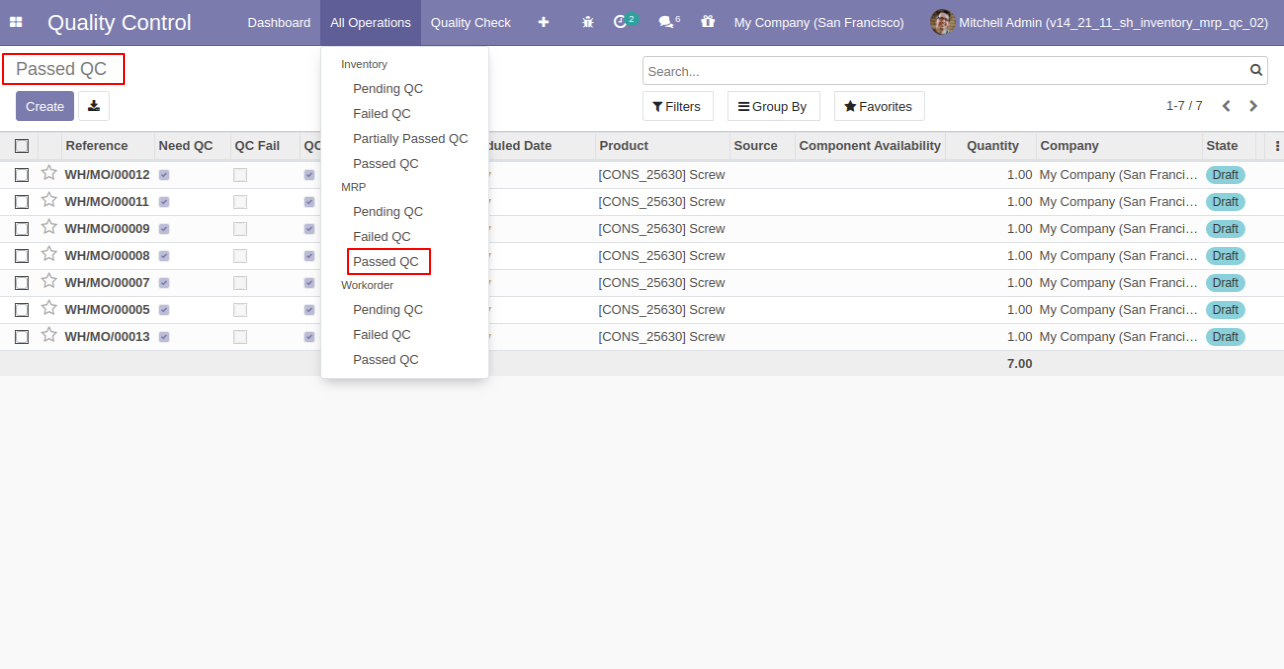 Quality Control Dashboard All Operations Quality Check 2 6 My Company (San Francisco) Mitchell Admin (v14_21_11_sh_inventory_mrp_qc_02)
Passed QC
Search...
Create
Filters Group By Favorites 1-7 / 7
Inventory
Pending QC
Failed QC
Partially Passed QC
Passed QC
MRP
Pending QC
Failed QC
Passed QC
Workorder
Pending QC
Failed QC
Passed QC
Reference Need QC QC Fail Date Product Source Component Availability Quantity Company State
WH/MO/00012 [CONS_25630] Screw 1.00 My Company (San Franci... Draft
WH/MO/00011 [CONS_25630] Screw 1.00 My Company (San Franci... Draft
WH/MO/00009 [CONS_25630] Screw 1.00 My Company (San Franci... Draft
WH/MO/00008 [CONS_25630] Screw 1.00 My Company (San Franci... Draft
WH/MO/00007 [CONS_25630] Screw 1.00 My Company (San Franci... Draft
WH/MO/00005 [CONS_25630] Screw 1.00 My Company (San Franci... Draft
WH/MO/00013 [CONS_25630] Screw 1.00 My Company (San Franci... Draft
7.00